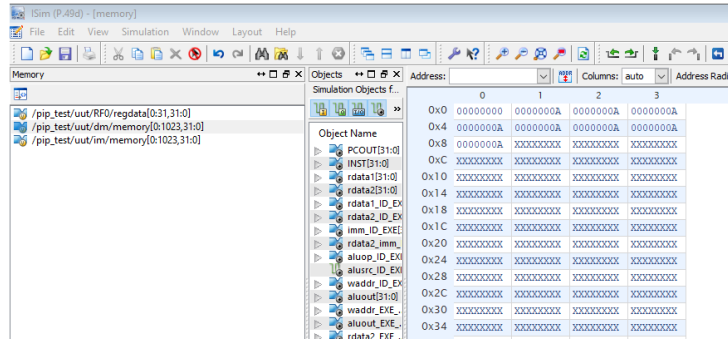 ISim (P.49d) - [memory]
File Edit View Simulation Window Layout Help
Memory
/pip_test/uut/RF0/regdata[0:31,31:0]
/pip_test/uut/dm/memory[0:1023,31:0]
/pip_test/uut/im/memory[0:1023,31:0]
Objects
Simulation Objects f...
Object Name
PCOUT[31:0]
INST[31:0]
rdata1[31:0]
rdata2[31:0]
rdata1_ID_EX
rdata2_ID_EX
imm_ID_EXE[
rdata2_imm_
aluop_ID_EXE
alusrc_ID_EXE
waddr_ID_EX
aluout[31:0]
waddr_EXE_.
aluout_EXE_.
rdata2_EXE_
Address: Columns: auto Address Radi
0 1 2 3
0x0 00000000 0000000A 0000000A 0000000A
0x4 0000000A 0000000A 0000000A 0000000A
0x8 0000000A XXXXXXXX XXXXXXXX XXXXXXXX
0xC XXXXXXXX XXXXXXXX XXXXXXXX XXXXXXXX
0x10 XXXXXXXX XXXXXXXX XXXXXXXX XXXXXXXX
0x14 XXXXXXXX XXXXXXXX XXXXXXXX XXXXXXXX
0x18 XXXXXXXX XXXXXXXX XXXXXXXX XXXXXXXX
0x1C XXXXXXXX XXXXXXXX XXXXXXXX XXXXXXXX
0x20 XXXXXXXX XXXXXXXX XXXXXXXX XXXXXXXX
0x24 XXXXXXXX XXXXXXXX XXXXXXXX XXXXXXXX
0x28 XXXXXXXX XXXXXXXX XXXXXXXX XXXXXXXX
0x2C XXXXXXXX XXXXXXXX XXXXXXXX XXXXXXXX
0x30 XXXXXXXX XXXXXXXX XXXXXXXX XXXXXXXX
0x34 XXXXXXXX XXXXXXXX XXXXXXXX XXXXXXXX